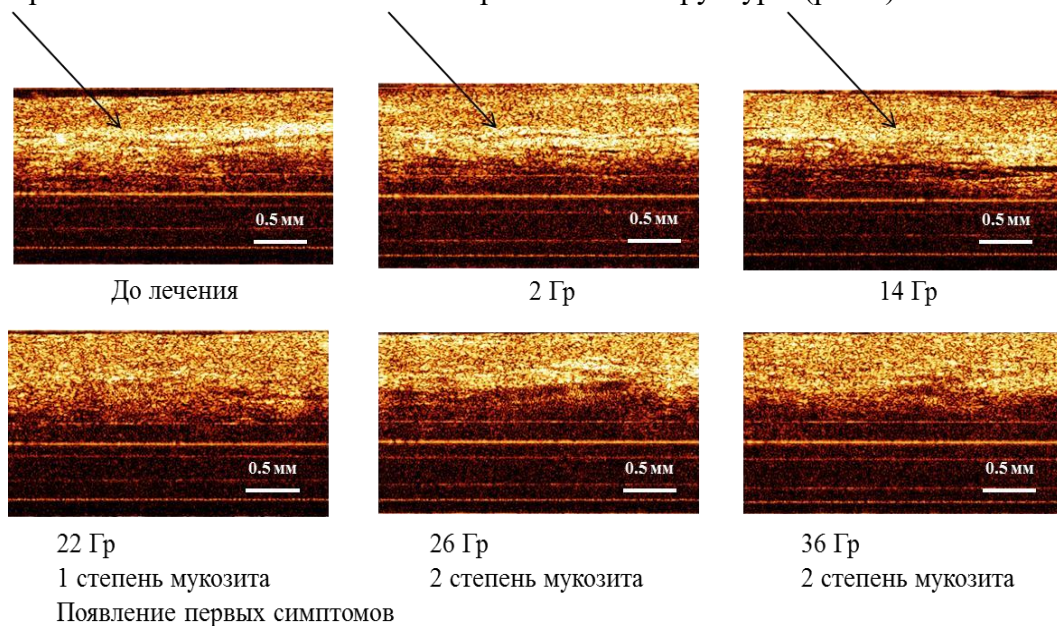 0.5 мм
0.5 мм
0.5 мм
До лечения
2 Гр
14 Гр
0.5 мм
0.5 мм
0.5 мм
22 Гр
1 степень мукозита
Появление первых симптомов
26 Гр
2 степень мукозита
36 Гр
2 степень мукозита